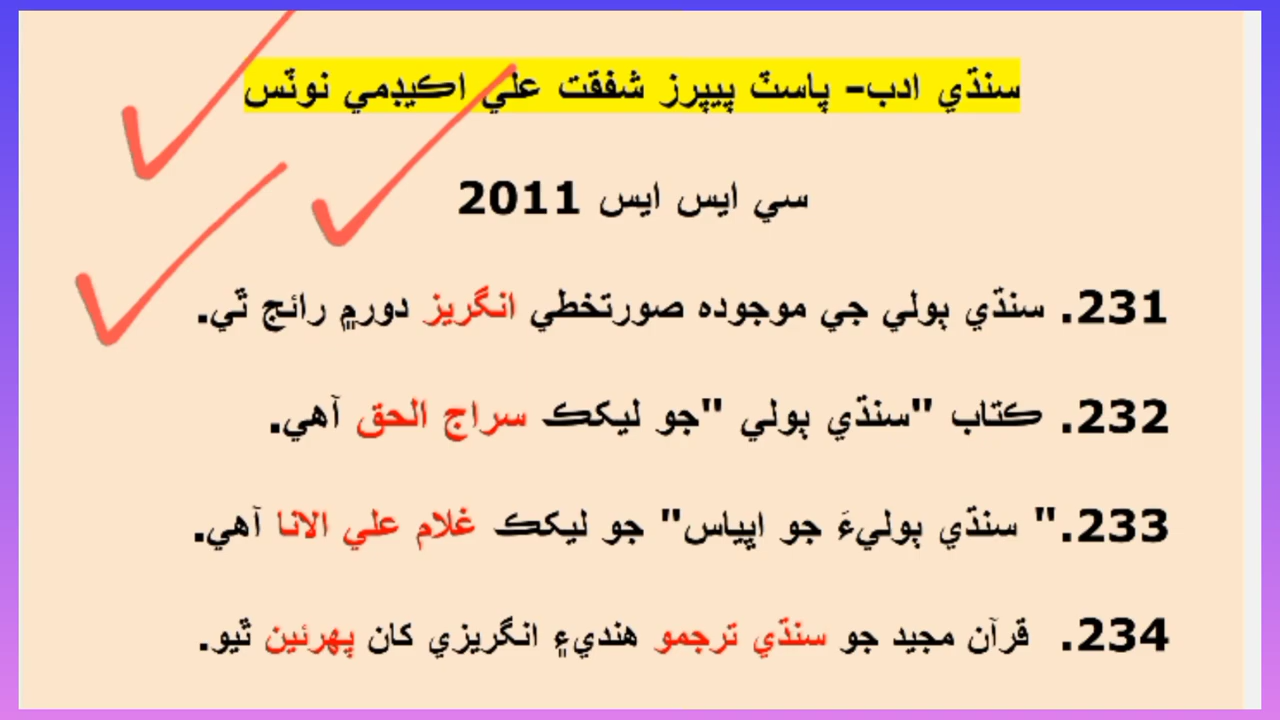 سنڌي ادب- پاسٽ پيپرز شفقت علي اڪيڊمي نوٽس
سي ايس ايس 2011
231. سنڌي ٻولي جي موجوده صورتخطي انگريز دور۾ رائج ٿي.
232. ڪتاب "سنڌي ٻولي "جو ليکڪ سراج الحق آهي.
233." سنڌي ٻوليءَ جو اڀياس" جو ليکڪ غلام علي الانا آهي.
234. قرآن مجيد جو سنڌي ترجمو هندي۽ انگريزي کان پهرئين ٿيو.